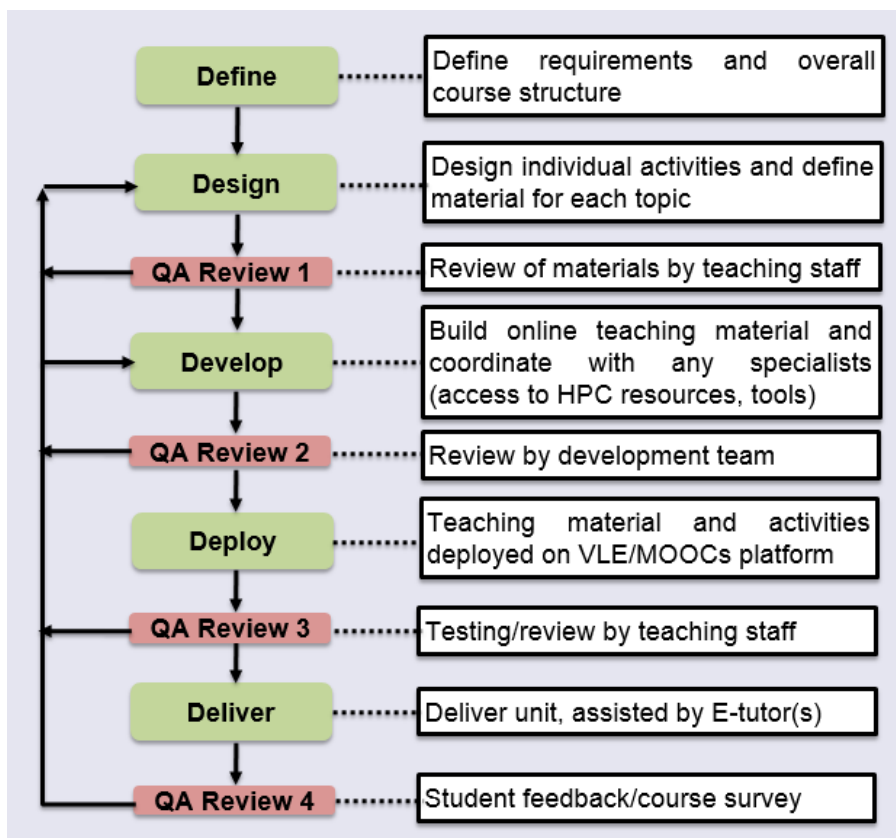 Define
Define requirements and overall
course structure
Design
Design individual activities and define
material for each topic
QA Review 1
Review of materials by teaching staff
Develop
Build online teaching material and
coordinate with any specialists
(access to HPC resources, tools)
QA Review 2
Review by development team
Deploy
Teaching material and activities
deployed on VLE/MOOCs platform
QA Review 3
Testing/review by teaching staff
Deliver
Deliver unit, assisted by E-tutor(s)
QA Review 4
Student feedback/course survey